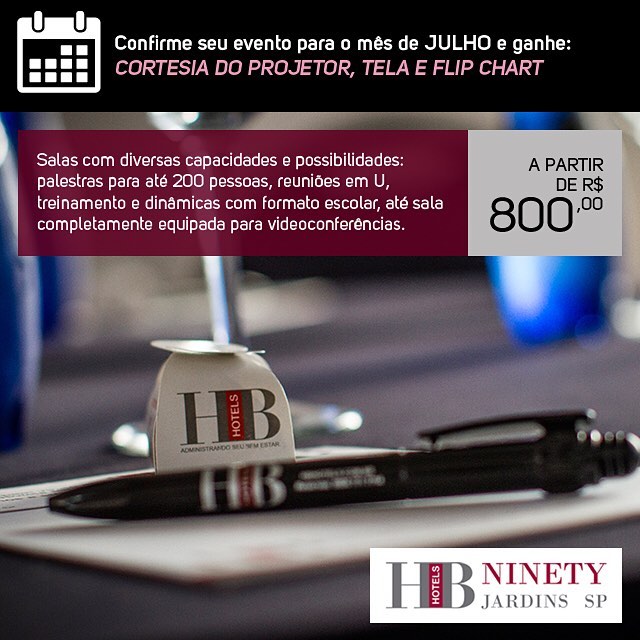 Confirme seu evento para o mês de JULHO e ganhe:
CORTESIA DO PROJETOR, TELA E FLIP CHART
Salas com diversas capacidades e possibilidades:
palestras para até 200 pessoas, reuniões em U,
treinamento e dinâmicas com formato escolar, até sala
completamente equipada para videoconferências.
A PARTIR
DE R$
800,00
HB
HOTELS
ADMINISTRANDO SEU BEM ESTAR
HB
HB
HOTELS
NINETY
JARDINS SP